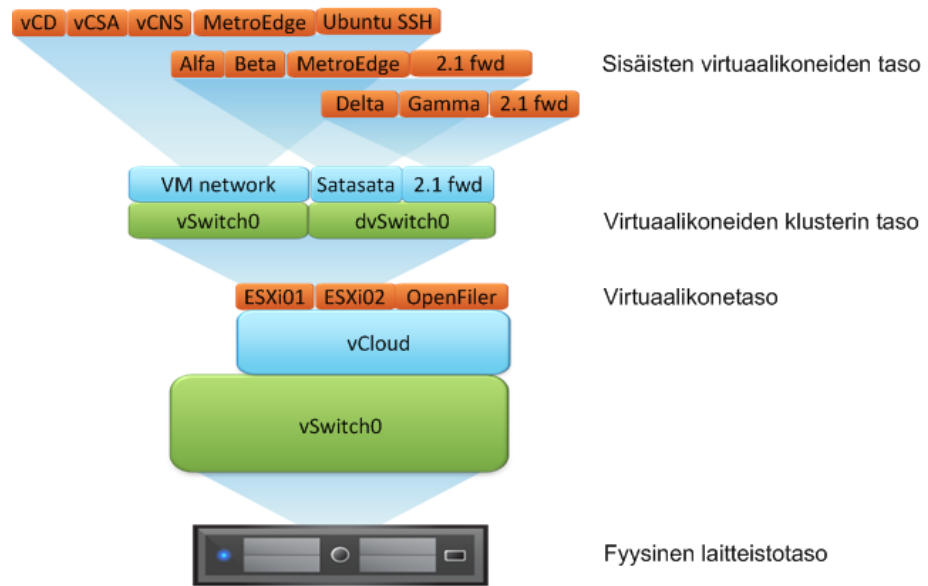 vCD vCSA vCNS MetroEdge Ubuntu SSH
Alfa Beta MetroEdge 2.1 fwd
Sisäisten virtuaalikoneiden taso
Delta Gamma 2.1 fwd
VM network Satasata 2.1 fwd
vSwitch0 dvSwitch0
Virtuaalikoneiden klusterin taso
ESXi01 ESXi02 OpenFiler
Virtuaalikonetaso
vCloud
vSwitch0
Fyysinen laitteistotaso